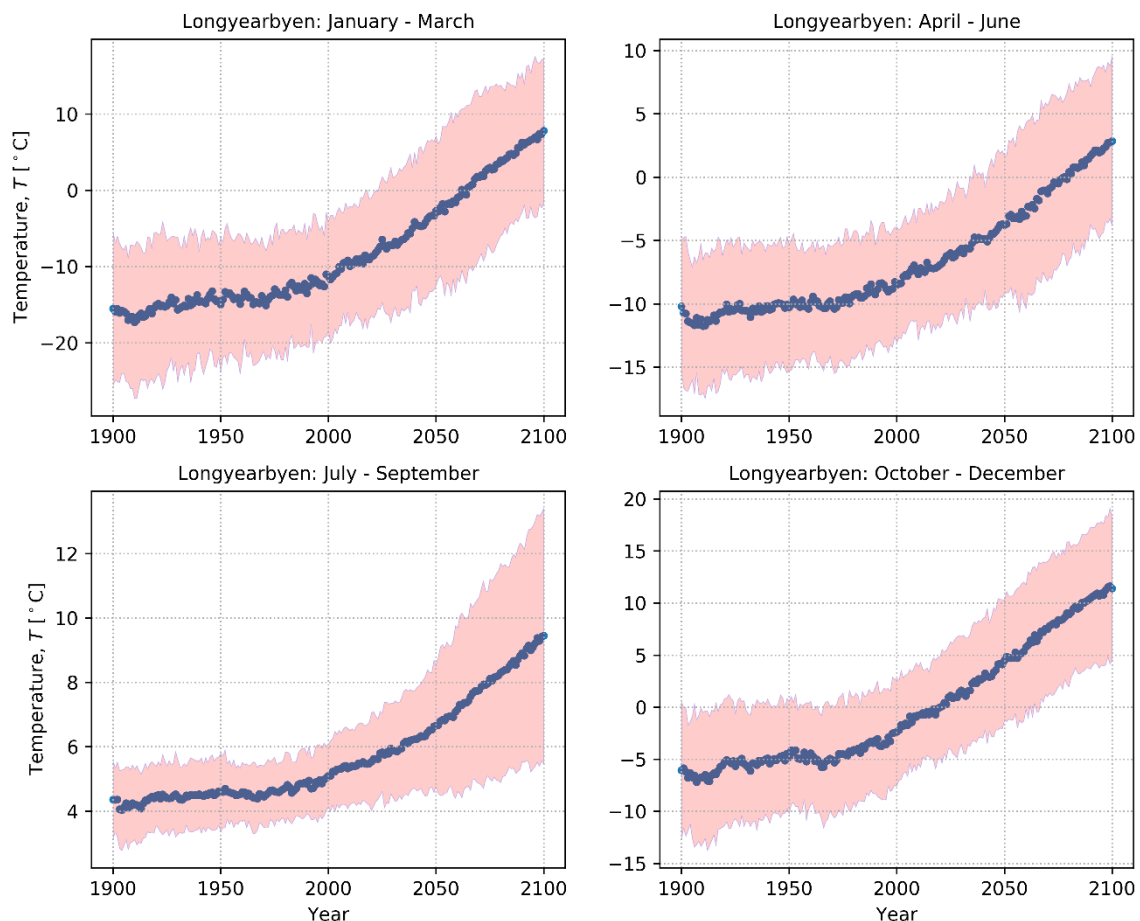 Longyearbyen: January - March
Longyearbyen: April - June
10
0
−10
−20
Temperature, T [°C]
1900 1950 2000 2050 2100
10
5
0
−5
−10
−15
1900 1950 2000 2050 2100
Longyearbyen: July - September
Longyearbyen: October - December
12
10
8
6
4
Temperature, T [°C]
1900 1950 2000 2050 2100
Year
20
15
10
5
0
−5
−10
−15
1900 1950 2000 2050 2100
Year